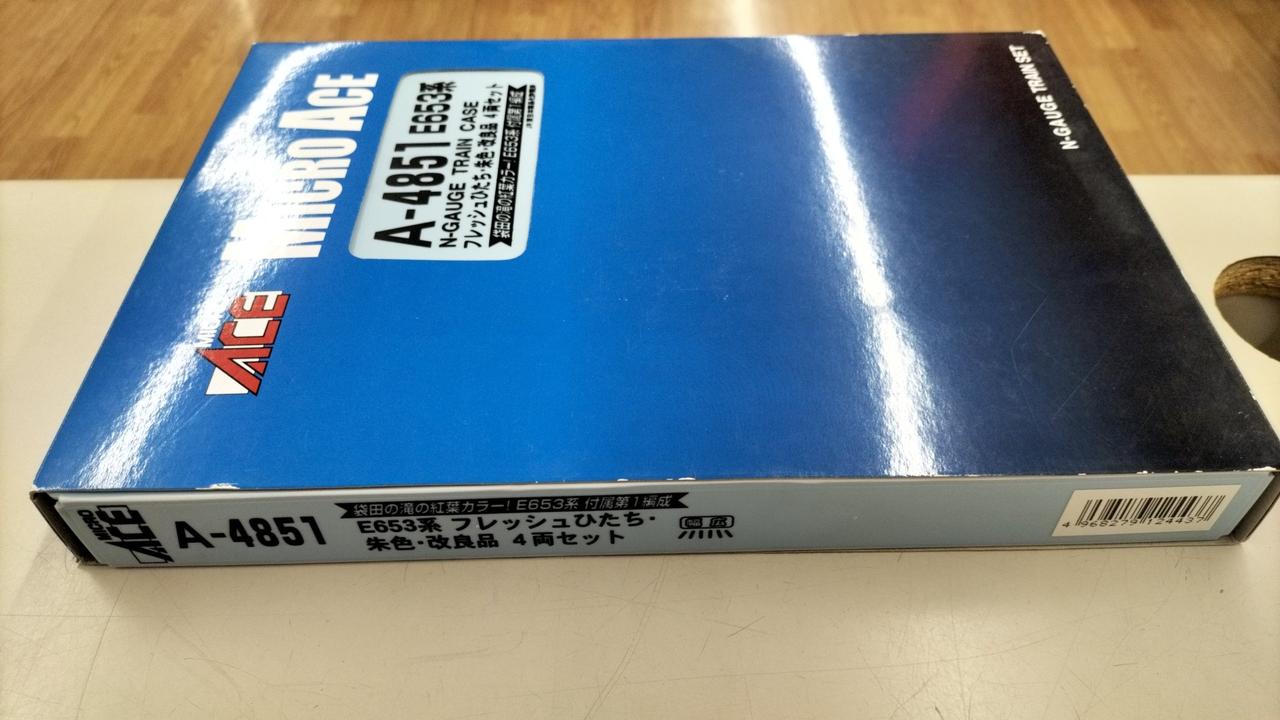 MICRO ACE
ACE
A-4851 E653系
N-GAUGE TRAIN CASE
フレッシュひたち・朱色・改良品 4両セット
袋田の滝の紅葉カラー! E653系 付属第1編成
N-GAUGE TRAIN SET
MICRO
ACE
A-4851
袋田の滝の紅葉カラー! E653系 付属第1編成
E653系 フレッシュひたち・
朱色・改良品 4両セット
4 968279 124437